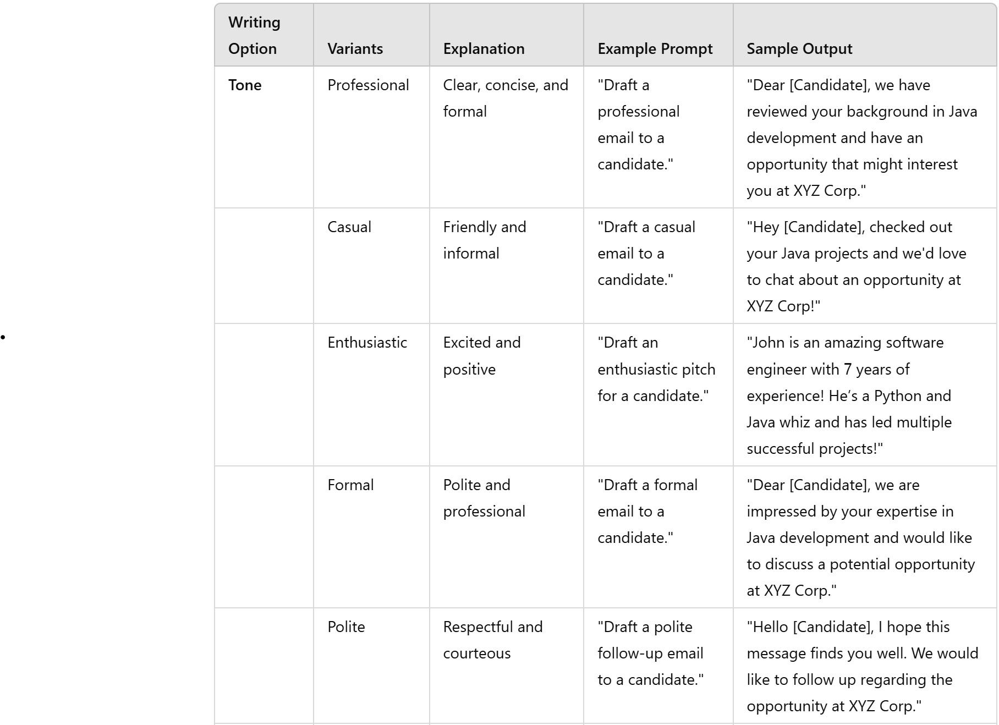 Writing
Option
Variants
Explanation
Example Prompt
Sample Output
Tone
Professional
Clear, concise, and
formal
"Draft a
professional
email to a
candidate."
"Dear [Candidate], we have
reviewed your background in Java
development and have an
opportunity that might interest
you at XYZ Corp."
Casual
Friendly and
informal
"Draft a casual
email to a
candidate."
"Hey [Candidate], checked out
your Java projects and we'd love
to chat about an opportunity at
XYZ Corp!"
Enthusiastic
Excited and
positive
"Draft an
enthusiastic pitch
for a candidate."
"John is an amazing software
engineer with 7 years of
experience! He’s a Python and
Java whiz and has led multiple
successful projects!"
Formal
Polite and
professional
"Draft a formal
email to a
candidate."
"Dear [Candidate], we are
impressed by your expertise in
Java development and would like
to discuss a potential opportunity
at XYZ Corp."
Polite
Respectful and
courteous
"Draft a polite
follow-up email
to a candidate."
"Hello [Candidate], I hope this
message finds you well. We would
like to follow up regarding the
opportunity at XYZ Corp."